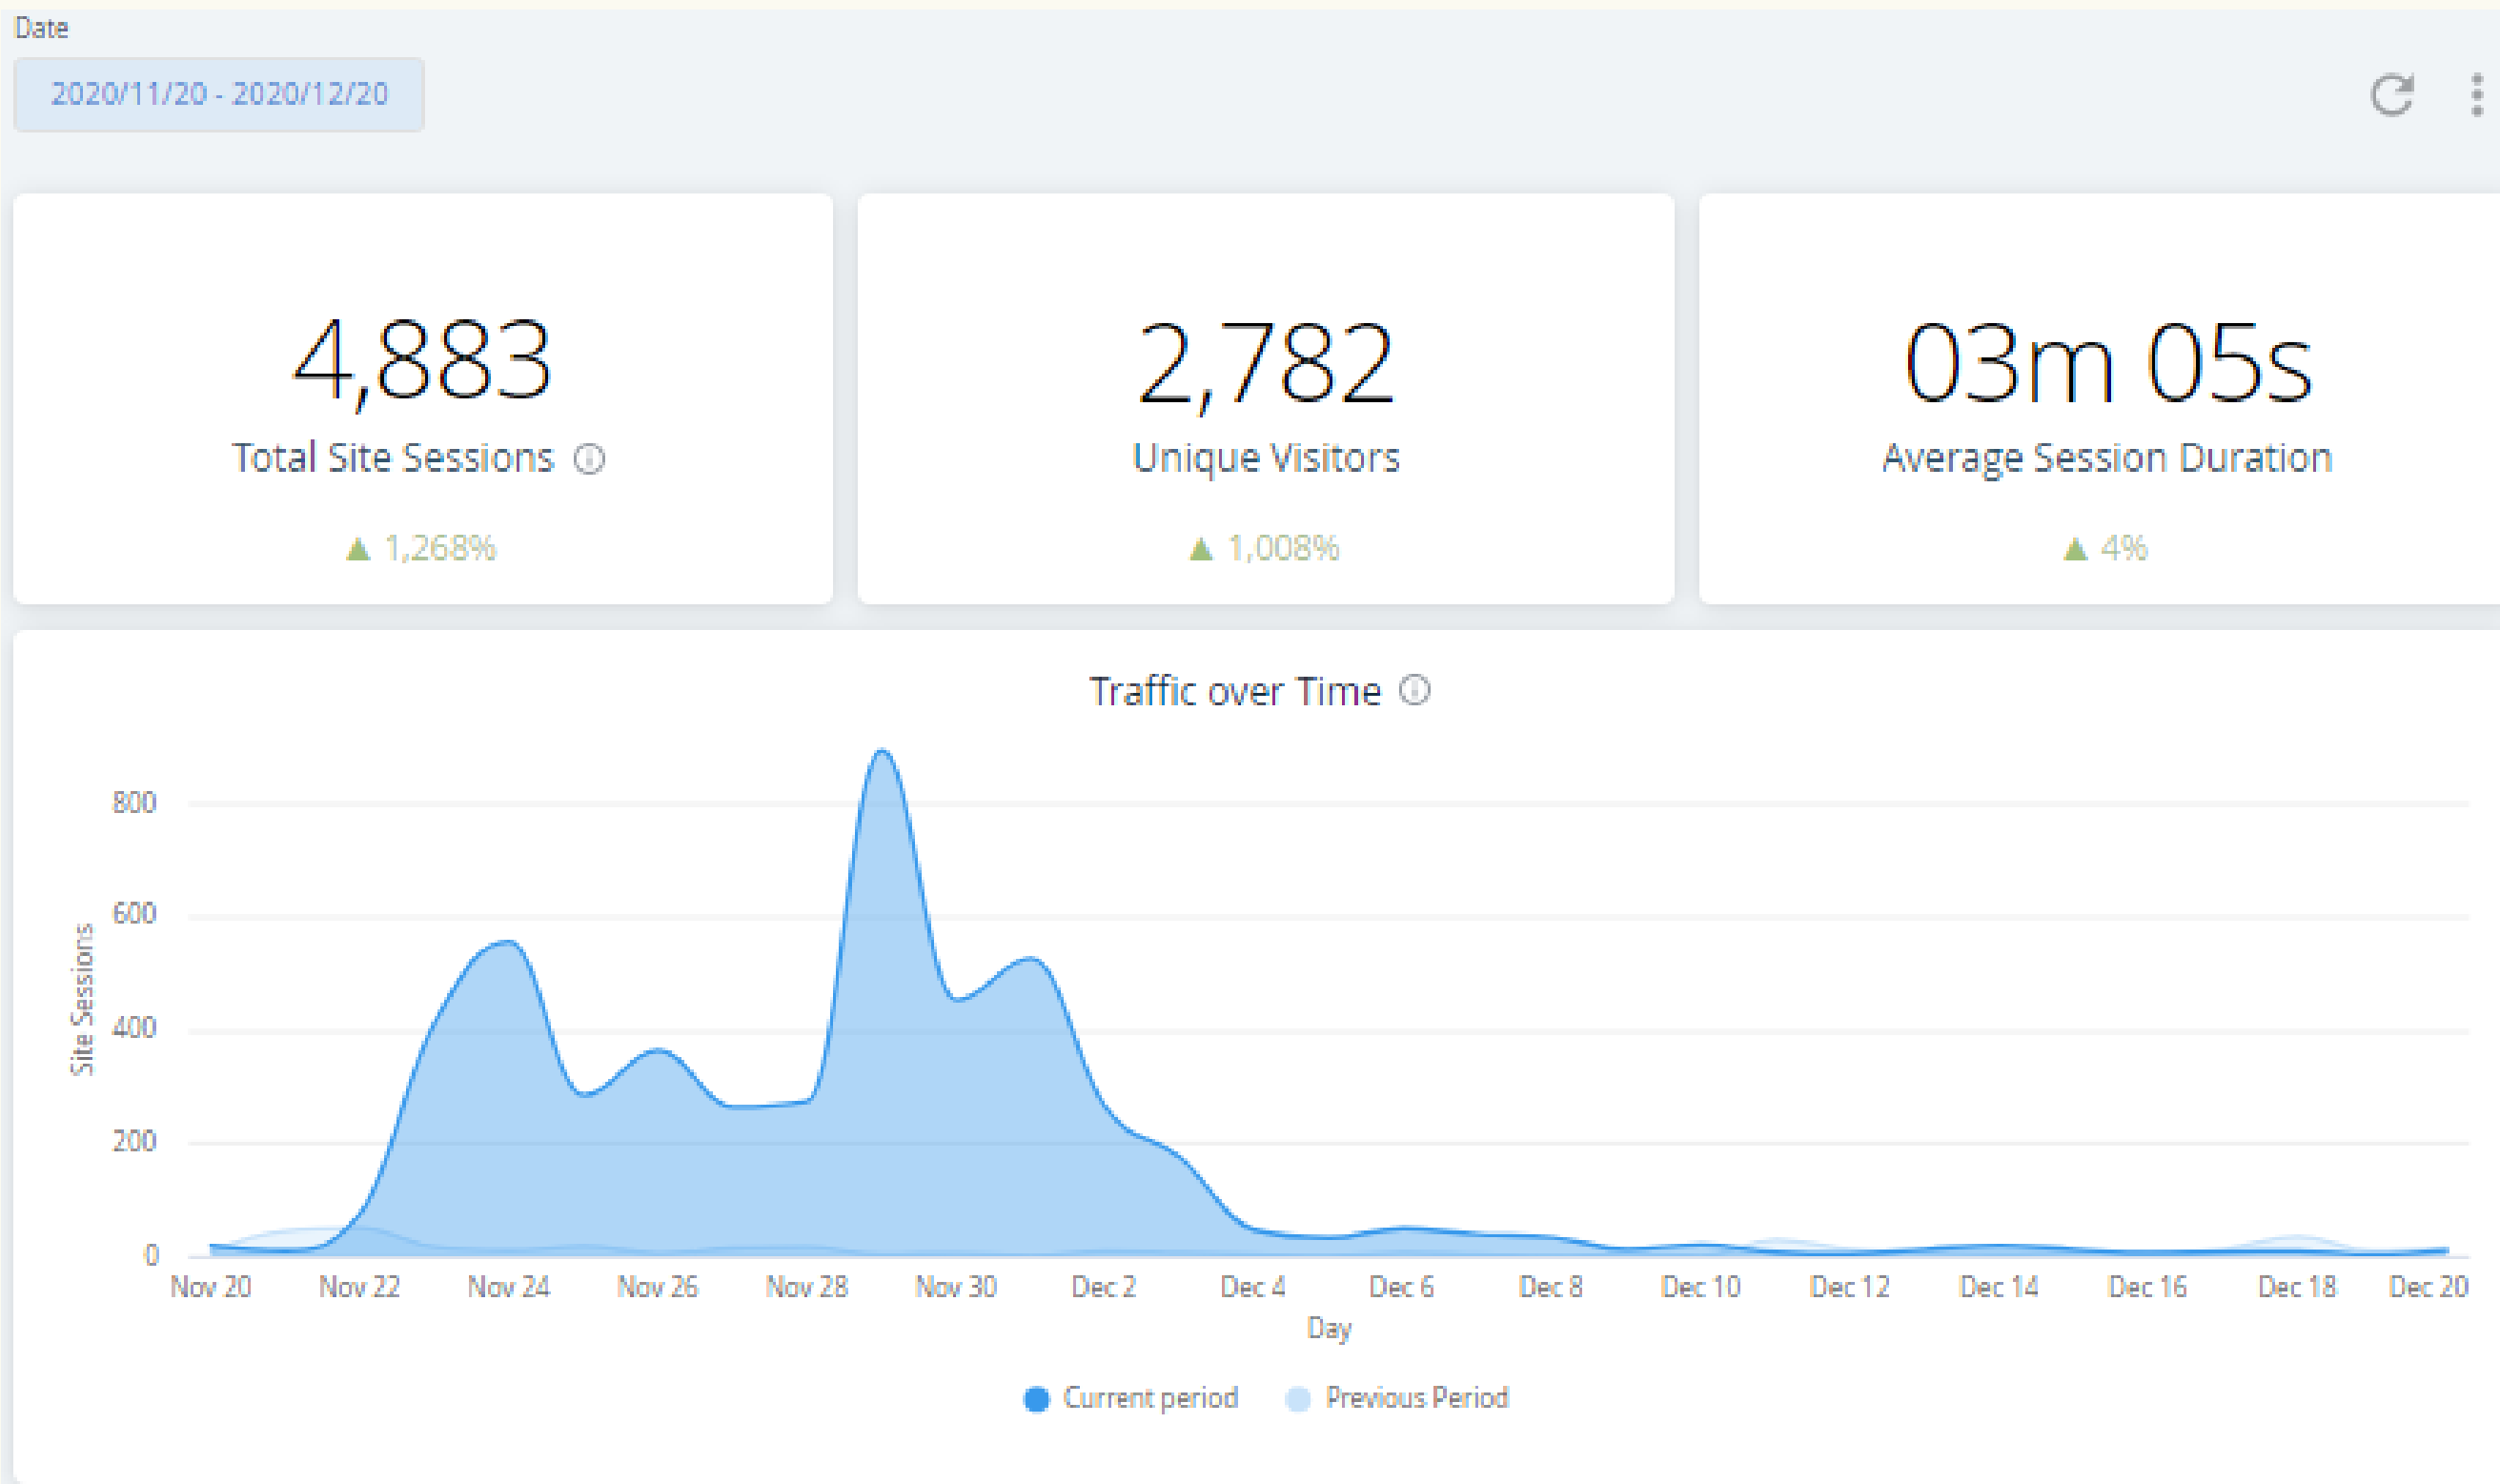 Date
2020/11/20 - 2020/12/20
4,883
Total Site Sessions
▲ 1,268%
2,782
Unique Visitors
▲ 1,008%
03m 05s
Average Session Duration
▲ 4%
Traffic over Time
Site Sessions
800
600
400
200
0
Nov 20 Nov 22 Nov 24 Nov 26 Nov 28 Nov 30 Dec 2 Dec 4 Dec 6 Dec 8 Dec 10 Dec 12 Dec 14 Dec 16 Dec 18 Dec 20
Day
Current period Previous Period